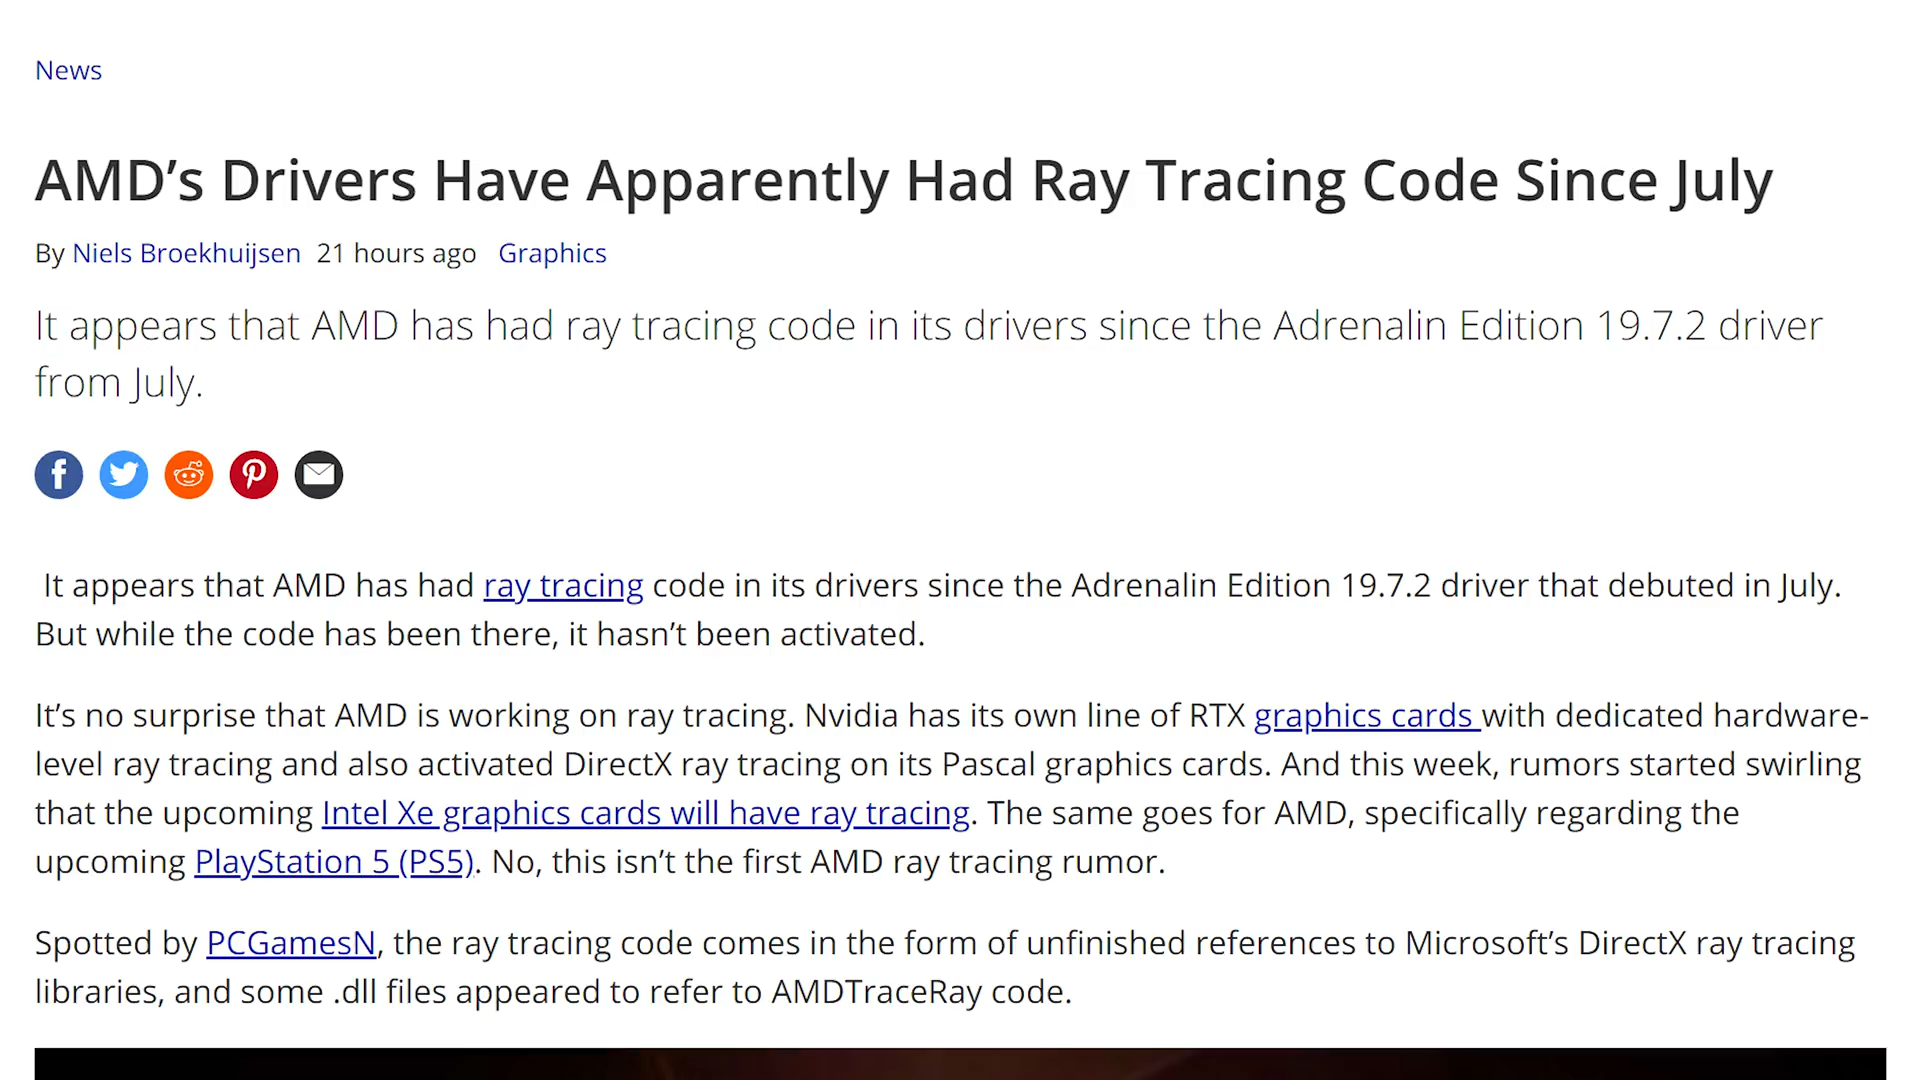 News
AMD’s Drivers Have Apparently Had Ray Tracing Code Since July
By Niels Broekhuijsen 21 hours ago Graphics
It appears that AMD has had ray tracing code in its drivers since the Adrenalin Edition 19.7.2 driver
from July.
It appears that AMD has had ray tracing code in its drivers since the Adrenalin Edition 19.7.2 driver that debuted in July.
But while the code has been there, it hasn’t been activated.
It’s no surprise that AMD is working on ray tracing. Nvidia has its own line of RTX graphics cards with dedicated hardware-
level ray tracing and also activated DirectX ray tracing on its Pascal graphics cards. And this week, rumors started swirling
that the upcoming Intel Xe graphics cards will have ray tracing. The same goes for AMD, specifically regarding the
upcoming PlayStation 5 (PS5). No, this isn’t the first AMD ray tracing rumor.
Spotted by PCGamesN, the ray tracing code comes in the form of unfinished references to Microsoft’s DirectX ray tracing
libraries, and some .dll files appeared to refer to AMDTraceRay code.